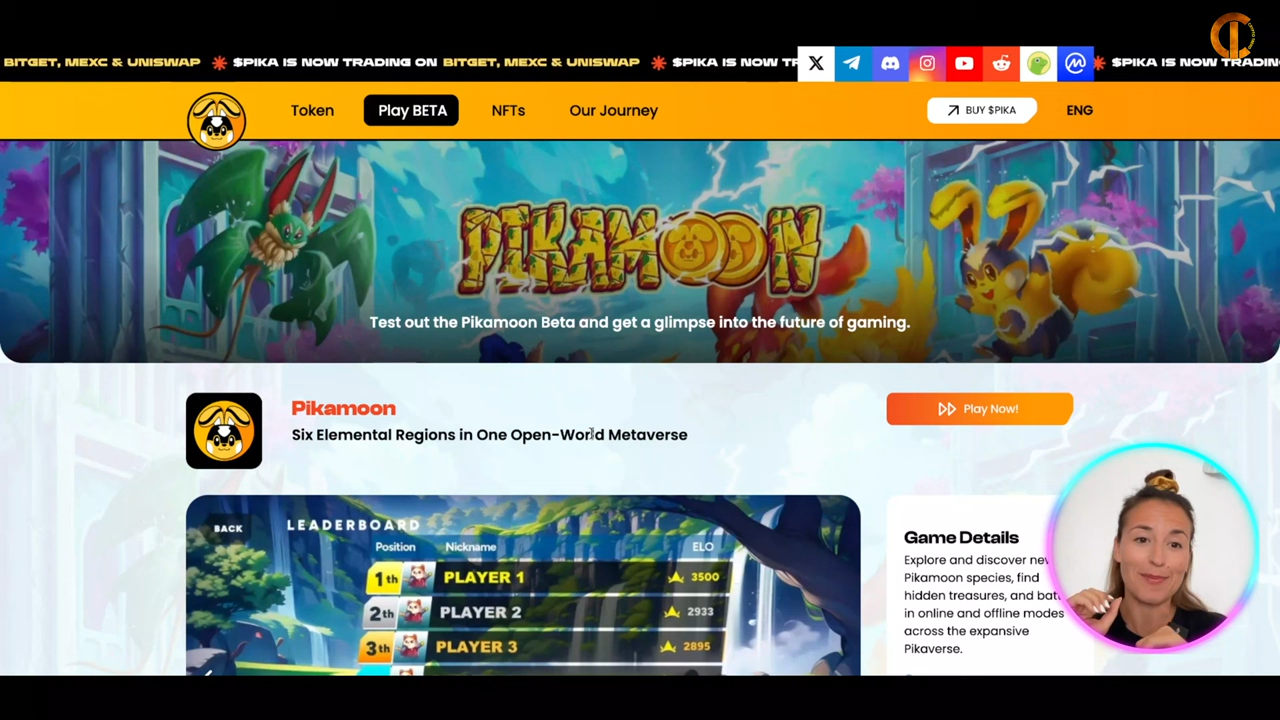 BITGET, MEXC & UNISWAP $PIKA IS NOW TRADING ON BITGET, MEXC & UNISWAP $PIKA IS NOW $PIKA IS NOW
Token Play BETA NFTs Our Journey BUY $PIKA ENG
PIKAMOON
Test out the Pikamoon Beta and get a glimpse into the future of gaming.
Pikamoon
Six Elemental Regions in One Open-World Metaverse
Play Now!
BACK LEADERBOARD
Position Nickname ELO
1th PLAYER 1 3500
2th PLAYER 2 2933
3th PLAYER 3 2895
Game Details
Explore and discover
Pikamoon species, find
hidden treasures, and
in online and offline modes
across the expansive
Pikaverse.